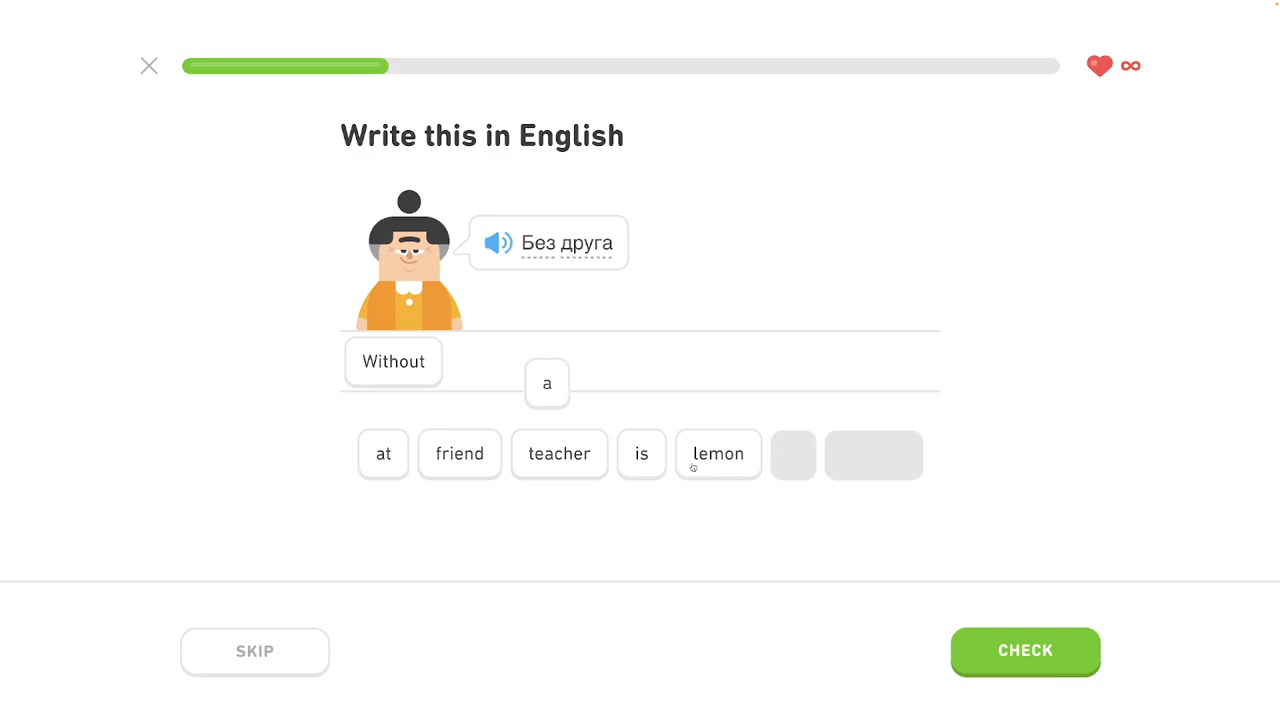 Write this in English
Без друга
Without
a
at friend teacher is lemon
SKIP CHECK